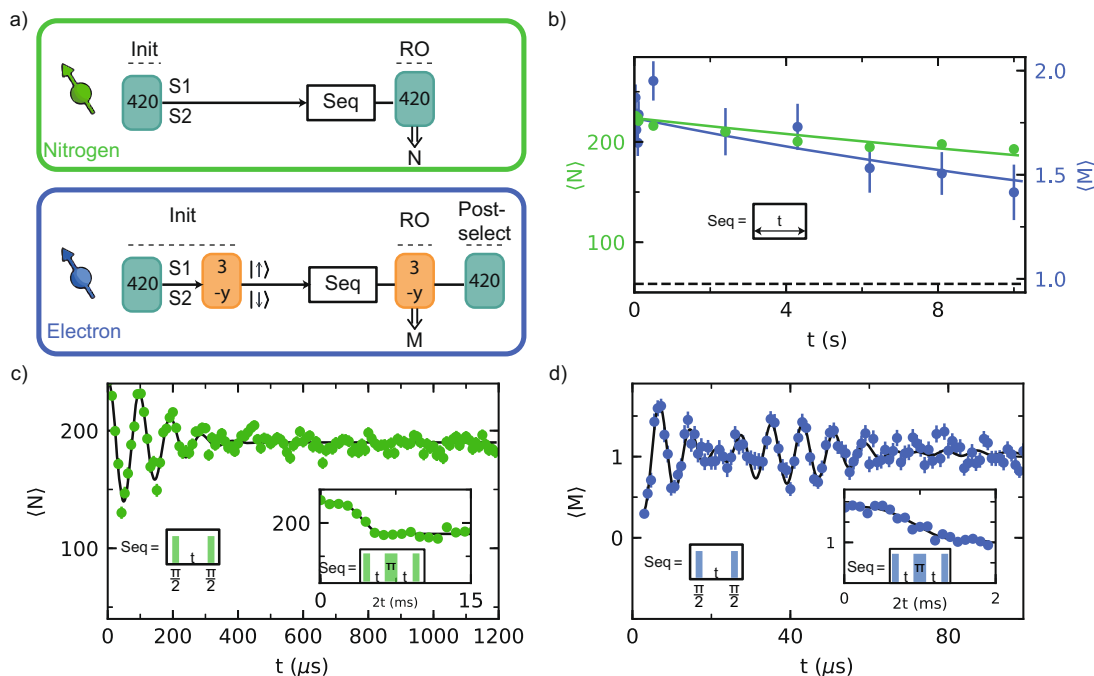 a)
Init
RO
420
S1
S2
Seq
420
N
Nitrogen
Init
RO
Post-
select
420
S1
S2
3
-y
|↑⟩
|↓⟩
Seq
3
-y
420
M
Electron
b)
⟨N⟩
200
100
2.0
1.5
1.0
⟨M⟩
Seq = t
0 4 8
t (s)
c)
⟨N⟩
200
100
Seq = t
π/2 π/2
200
Seq = t π t
0 15
2t (ms)
0 200 400 600 800 1000 1200
t (μs)
d)
⟨M⟩
1
0
Seq = t
π/2 π/2
1
Seq = t π t
0 2
2t (ms)
0 40 80
t (μs)